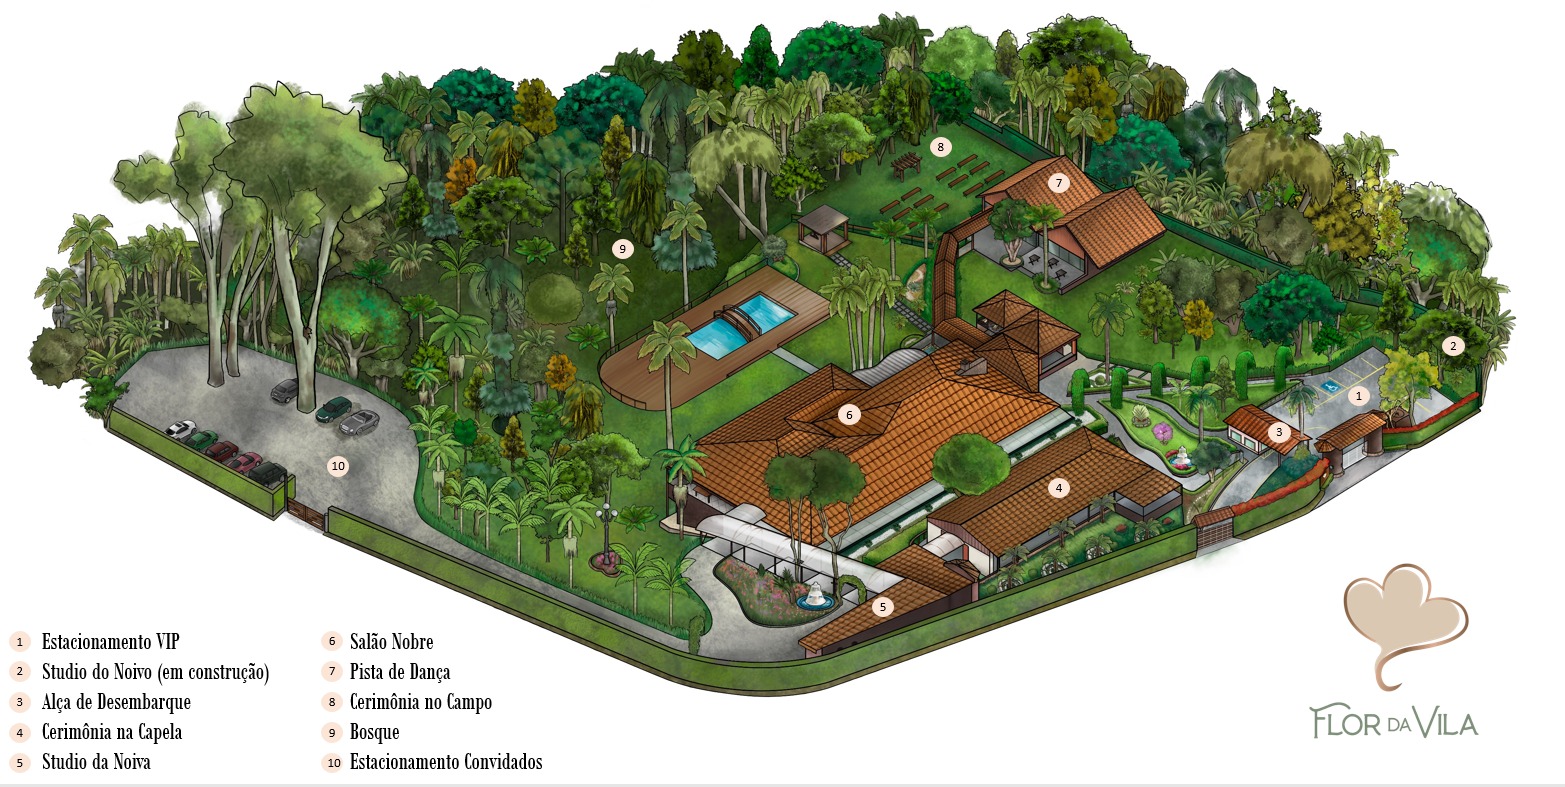 8
7
9
2
1
6
3
10
4
5
1 Estacionamento VIP
2 Studio do Noivo (em construção)
3 Alça de Desembarque
4 Cerimônia na Capela
5 Studio da Noiva
6 Salão Nobre
7 Pista de Dança
8 Cerimônia no Campo
9 Bosque
10 Estacionamento Convidados
FLOR DA VILA